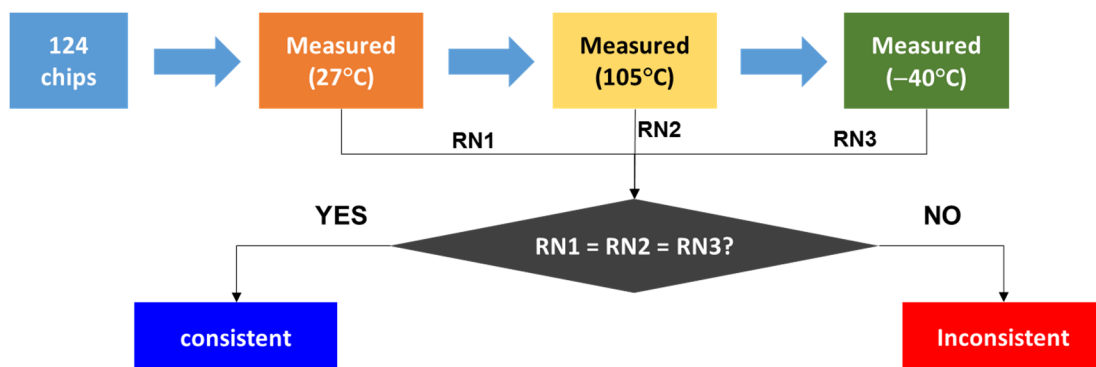 124
chips
Measured
(27°C)
Measured
(105°C)
Measured
(−40°C)
RN1
RN2
RN3
YES
NO
RN1 = RN2 = RN3?
consistent
Inconsistent